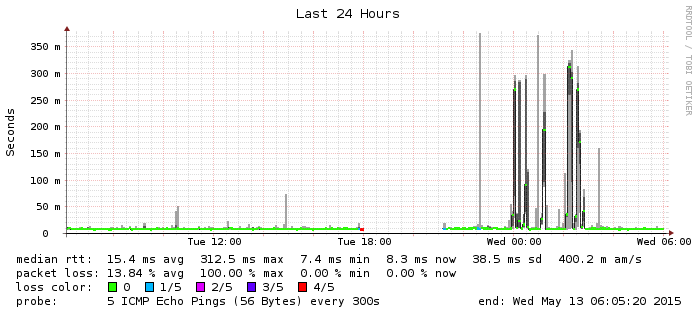 Last 24 Hours
RRDTOOL / TOBI OETIKER
Seconds
350 m
300 m
250 m
200 m
150 m
100 m
50 m
0
Tue 12:00 Tue 18:00 Wed 00:00 Wed 06:00
median rtt: 15.4 ms avg 312.5 ms max 7.4 ms min 8.3 ms now 38.5 ms sd 400.2 m am/s
packet loss: 13.84 % avg 100.00 % max 0.00 % min 0.00 % now
loss color: 0 1/5 2/5 3/5 4/5
probe: 5 ICMP Echo Pings (56 Bytes) every 300s end: Wed May 13 06:05:20 2015